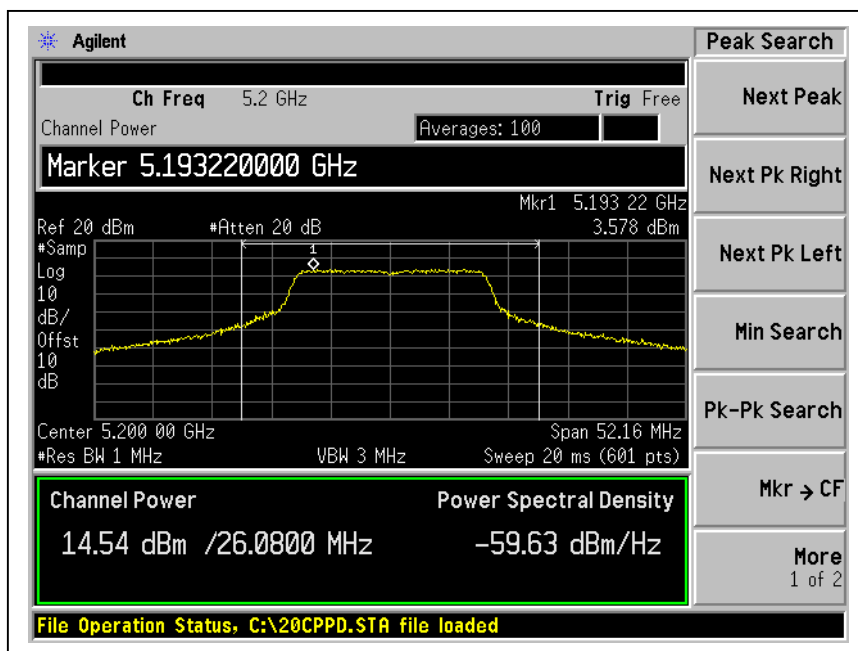 Agilent
Peak Search
Ch Freq 5.2 GHz Trig Free
Channel Power Averages: 100
Marker 5.193220000 GHz
Mkr1 5.193 22 GHz
Ref 20 dBm #Atten 20 dB 3.578 dBm
#Samp
Log
10
dB/
Offst
10
dB
1
Center 5.200 00 GHz Span 52.16 MHz
#Res BW 1 MHz VBW 3 MHz Sweep 20 ms (601 pts)
Channel Power Power Spectral Density
14.54 dBm /26.0800 MHz -59.63 dBm/Hz
File Operation Status, C:\20CPPD.STA file loaded
Next Peak
Next Pk Right
Next Pk Left
Min Search
Pk-Pk Search
Mkr → CF
More
1 of 2